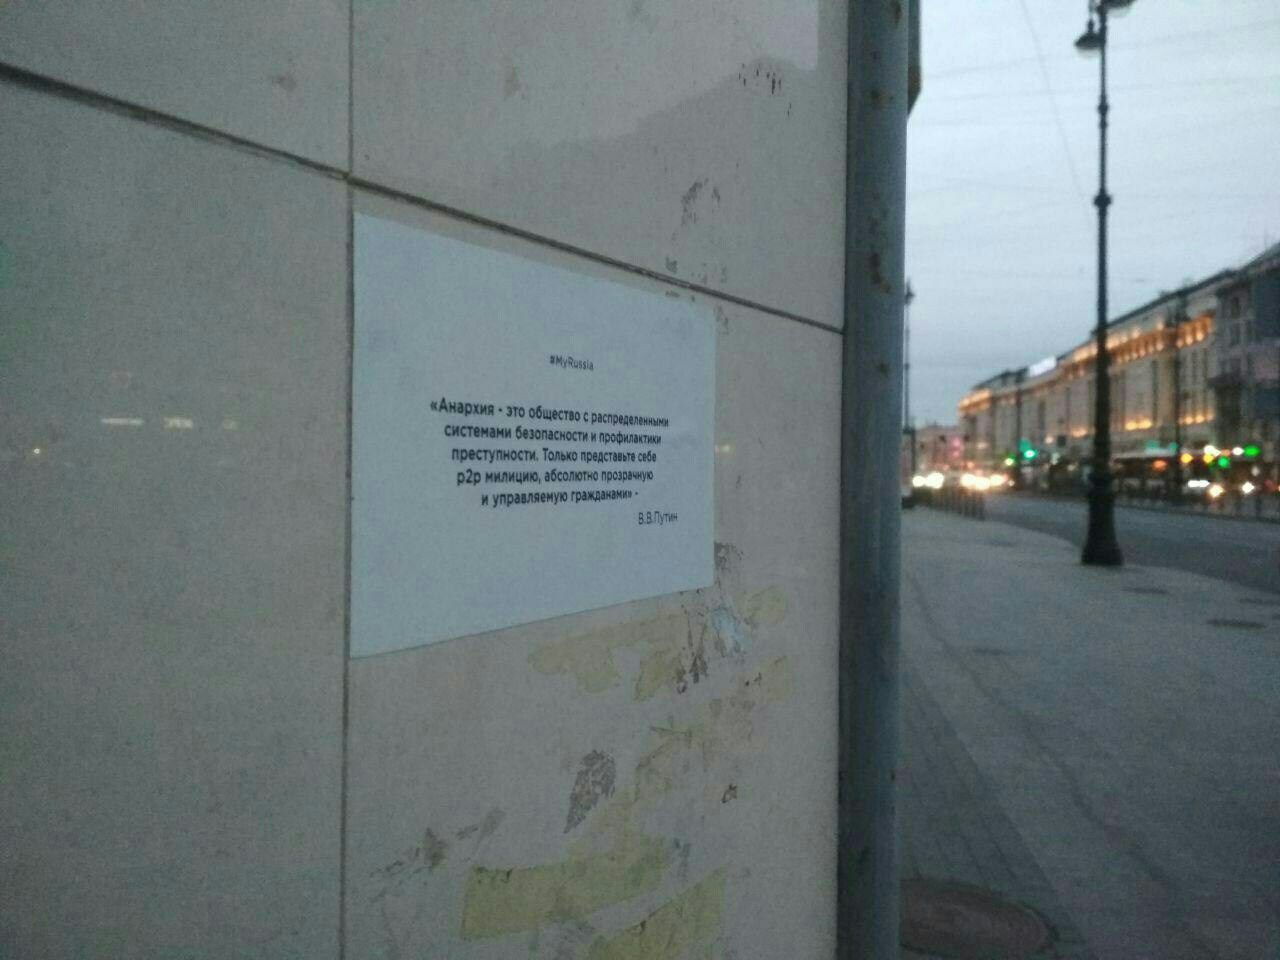 #MyRussia
«Анархия - это общество с распределенными
системами безопасности и профилактики
преступности. Только представьте себе
p2p милицию, абсолютно прозрачную
и управляемую гражданами» -
В.В.Путин